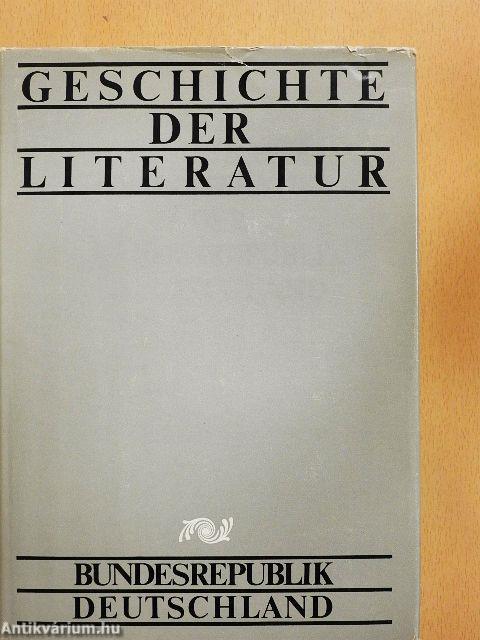 GESCHICHTE
DER
LITERATUR
BUNDESREPUBLIK
DEUTSCHLAND
Antikvárium.hu